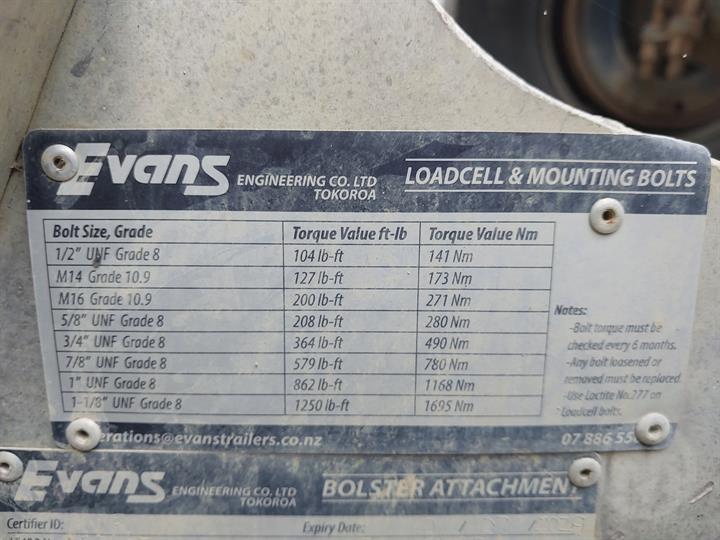 Evans ENGINEERING CO. LTD TOKOROA LOADCELL & MOUNTING BOLTS
Bolt Size, Grade Torque Value ft-lb Torque Value Nm
1/2" UNF Grade 8 104 lb-ft 141 Nm
M14 Grade 10.9 127 lb-ft 173 Nm
M16 Grade 10.9 200 lb-ft 271 Nm
5/8" UNF Grade 8 208 lb-ft 280 Nm
3/4" UNF Grade 8 364 lb-ft 490 Nm
7/8" UNF Grade 8 579 lb-ft 780 Nm
1" UNF Grade 8 862 lb-ft 1168 Nm
1-1/8" UNF Grade 8 1250 lb-ft 1695 Nm
Notes:
-Bolt torque must be
checked every 6 months.
-Any bolt loosened or
removed must be replaced.
-Use Loctite No.277 on
Loadcell bolts.
erations@evanstrailers.co.nz 07 886 55
Evans ENGINEERING CO. LTD TOKOROA BOLSTER ATTACHMENT
Certifier ID: Expiry Date: